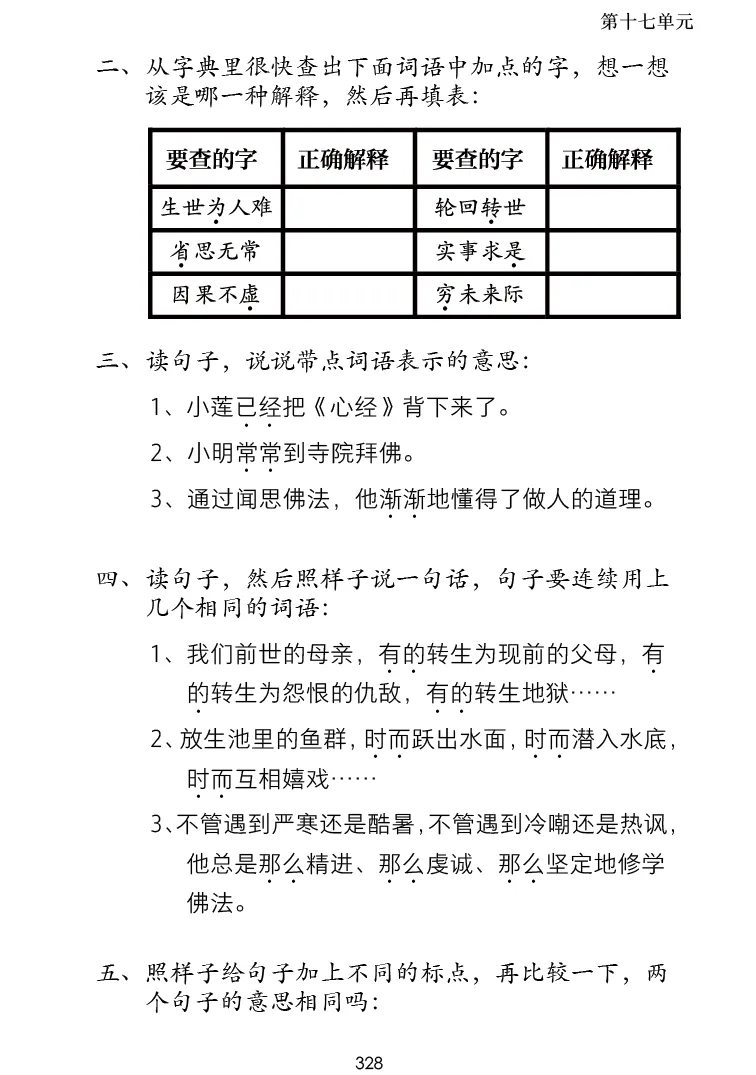 第十七单元
二、从字典里很快查出下面词语中加点的字，想一想
该是哪一种解释，然后再填表：
要查的字 正确解释 要查的字 正确解释
生世为人难 轮回转世
省思无常 实事求是
因果不虚 穷未来际
三、读句子，说说带点词语表示的意思：
1、小莲已经把《心经》背下来了。
2、小明常常到寺院拜佛。
3、通过闻思佛法，他渐渐地懂得了做人的道理。
四、读句子，然后照样子说一句话，句子要连续用上
几个相同的词语：
1、我们前世的母亲，有的转生为现前的父母，有
的转生为怨恨的仇敌，有的转生地狱……
2、放生池里的鱼群，时而跃出水面，时而潜入水底，
时而互相嬉戏……
3、不管遇到严寒还是酷暑，不管遇到冷嘲还是热讽，
他总是那么精进、那么虔诚、那么坚定地修学
佛法。
五、照样子给句子加上不同的标点，再比较一下，两
个句子的意思相同吗：
328